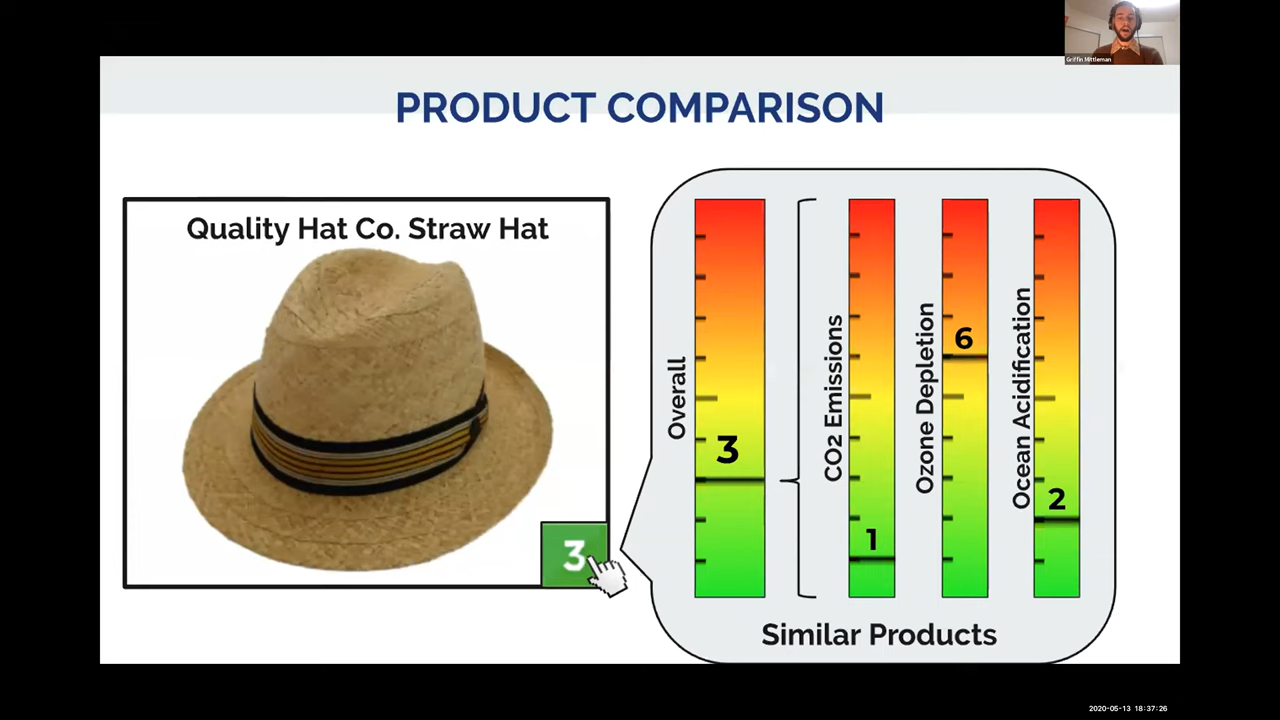 Griffin Mittleman
PRODUCT COMPARISON
Quality Hat Co. Straw Hat
3
Overall
3
CO2 Emissions
1
Ozone Depletion
6
Ocean Acidification
2
Similar Products
2020-05-13 18:37:26